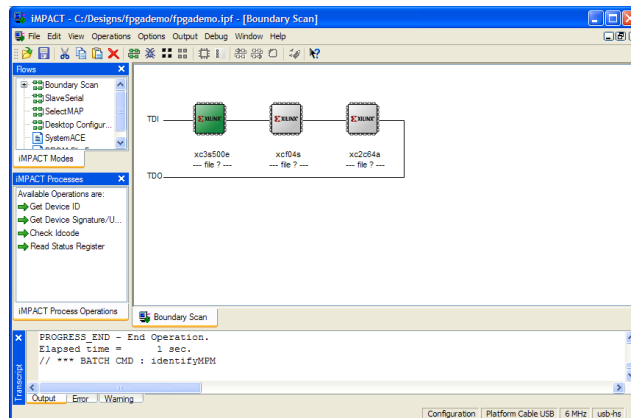 iMPACT - C:/Designs/fpgademo/fpgademo.ipf - [Boundary Scan]
File Edit View Operations Options Output Debug Window Help
Flows
Boundary Scan
SlaveSerial
SelectMAP
Desktop Configur...
SystemACE
iMPACT Modes
iMPACT Processes
Available Operations are:
Get Device ID
Get Device Signature/U...
Check Idcode
Read Status Register
iMPACT Process Operations
TDI
XILINX XILINX XILINX
xc3s500e xcf04s xc2c64a
--- file ? --- --- file ? --- --- file ? ---
TDO
Boundary Scan
PROGRESS_END - End Operation.
Elapsed time = 1 sec.
// *** BATCH CMD : identifyMPM
Transcript
Output Error Warning
Configuration Platform Cable USB 6 MHz usb-hs